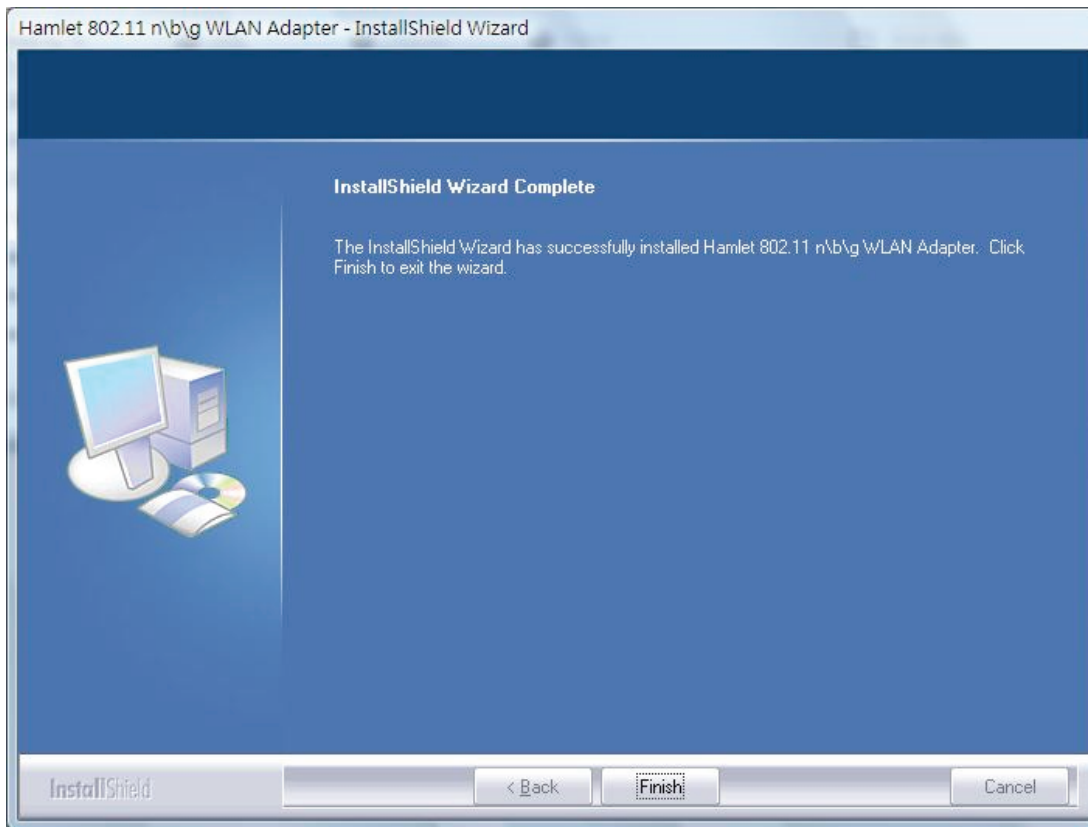 Hamlet 802.11 n\b\g WLAN Adapter - InstallShield Wizard
InstallShield Wizard Complete
The InstallShield Wizard has successfully installed Hamlet 802.11 n\b\g WLAN Adapter. Click
Finish to exit the wizard.
InstallShield
< Back
Finish
Cancel